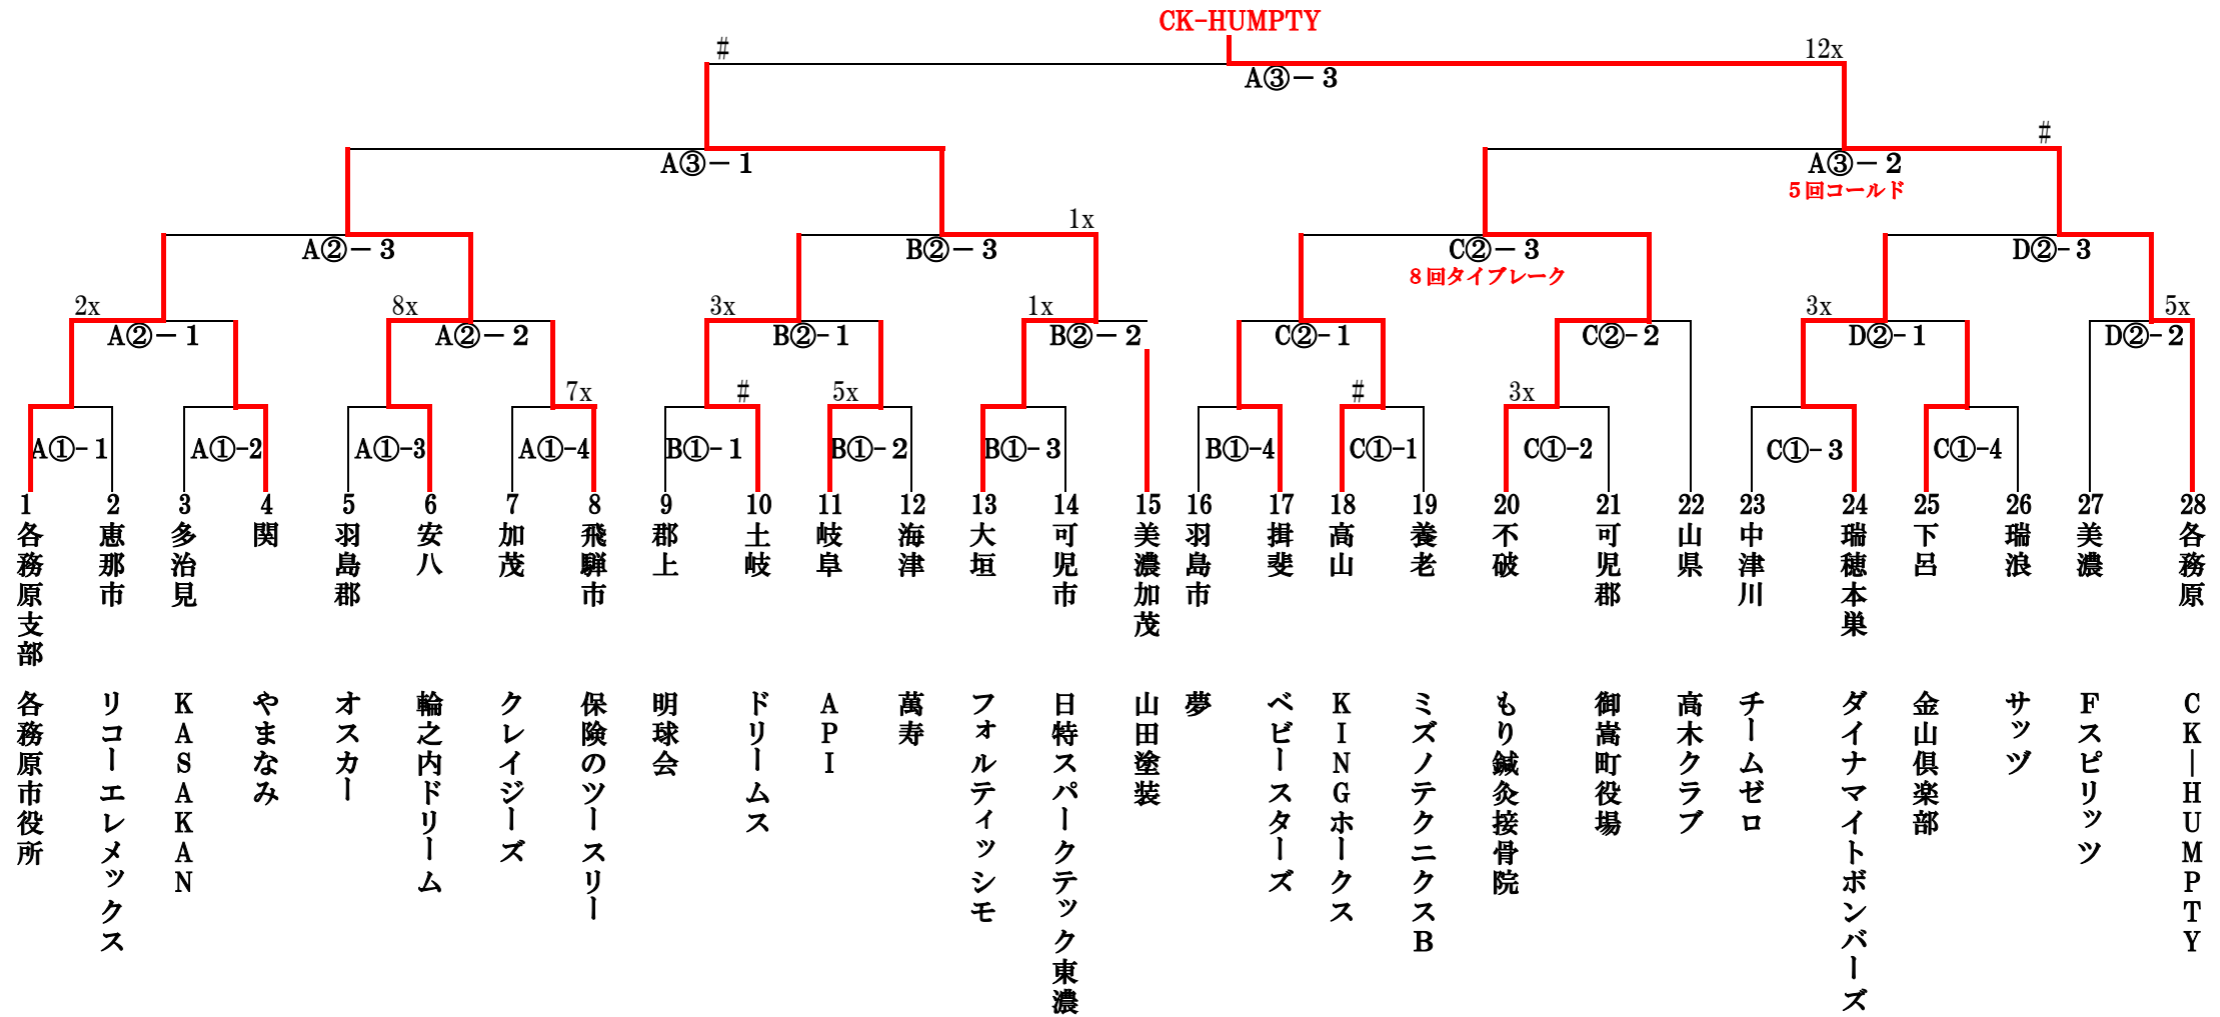 CK-HUMPTY
#
12x
A③－3
#
A③－1
A③－2
5回コールド
1x
A②－3
B②－3
C②－3
D②-3
8回タイブレーク
2x
8x
3x
1x
3x
5x
A②－1
A②－2
B②-1
B②－2
C②-1
C②-2
D②-1
D②-2
7x
#
5x
#
3x
A①-1
A①-2
A①-3
A①-4
B①-1
B①-2
B①-3
B①-4
C①-1
C①-2
C①-3
C①-4
1
2
3
4
5
6
7
8
9
10
11
12
13
14
15
16
17
18
19
20
21
22
23
24
25
26
27
28
各務原支部
恵那市
多治見
関
羽島郡
安八
加茂
飛騨市
郡上
土岐
岐阜
海津
大垣
可児市
美濃加茂
羽島市
揖斐
高山
養老
不破
可児郡
山県
中津川
瑞穂本巣
下呂
瑞浪
美濃
各務原
各務原市役所
リコーエレメックス
KASAKAN
やまなみ
オスカー
輪之内ドリーム
クレイジーズ
保険のツースリー
明球会
ドリームス
API
萬寿
フォルティッシモ
日特スパークテック東濃
山田塗装
夢
ベビースターズ
KINGホークス
ミズノテクニクスB
もり鍼灸接骨院
御嵩町役場
高木クラブ
チームゼロ
ダイナマイトボンバーズ
金山倶楽部
サッヅ
Fスピリッツ
CK―HUMPTY